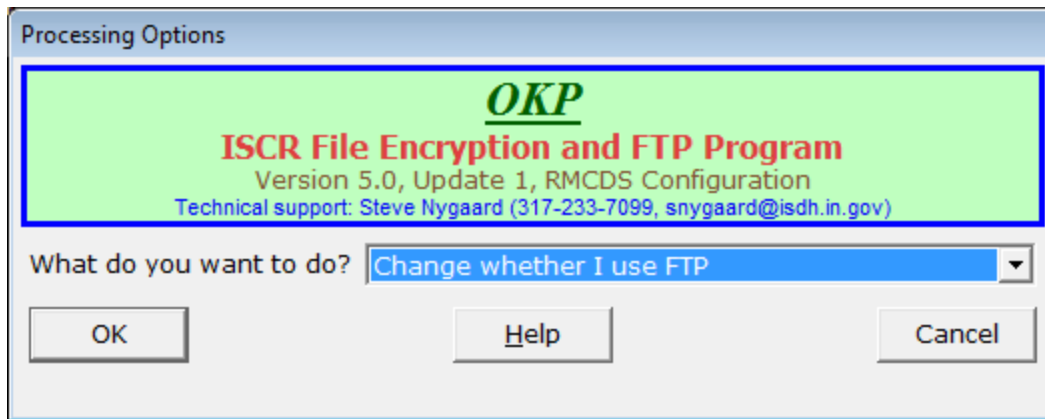 Processing Options
OKP
ISCR File Encryption and FTP Program
Version 5.0, Update 1, RMCDS Configuration
Technical support: Steve Nygaard (317-233-7099, snygaard@isdh.in.gov)
What do you want to do? Change whether I use FTP
OK Help Cancel